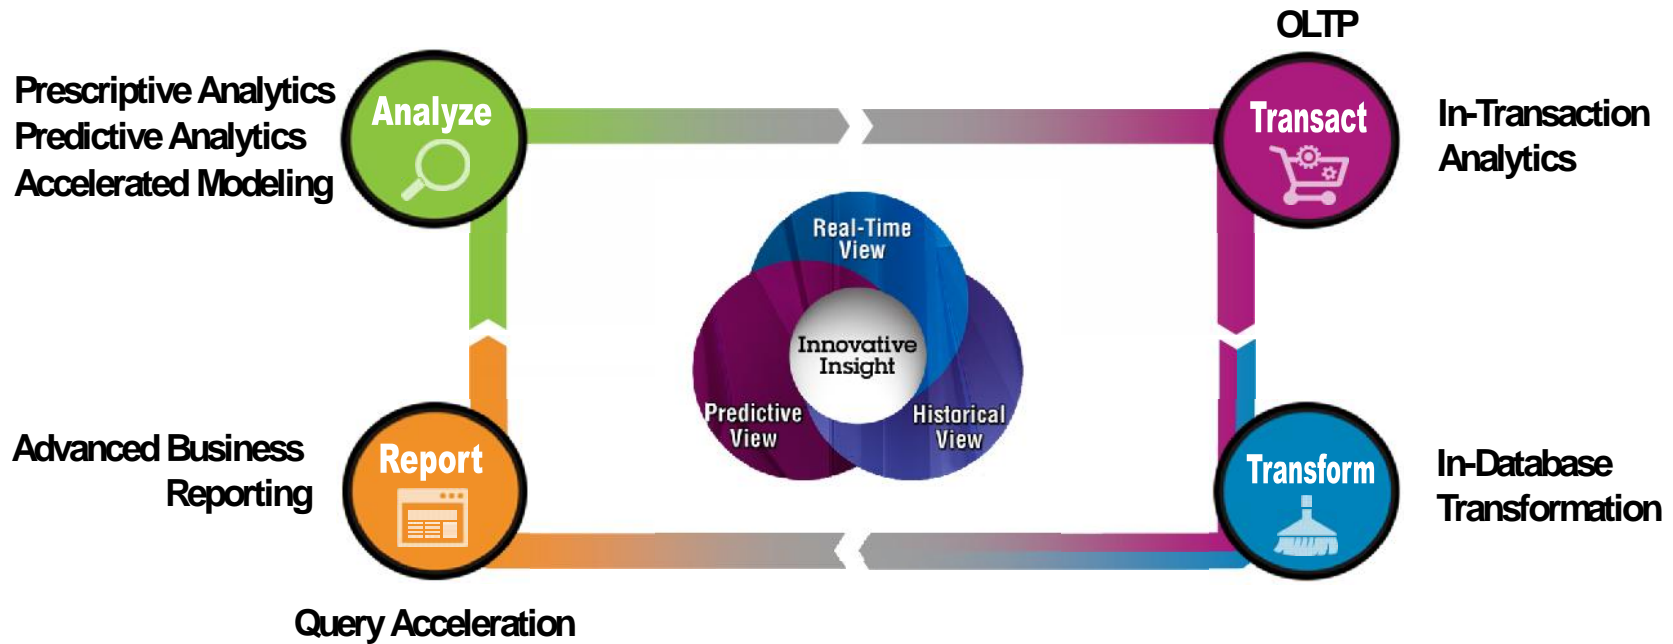 OLTP
Prescriptive Analytics
Predictive Analytics
Accelerated Modeling
Analyze
Transact
In-Transaction
Analytics
Real-Time
View
Innovative
Insight
Predictive
View
Historical
View
Advanced Business
Reporting
Report
Transform
In-Database
Transformation
Query Acceleration